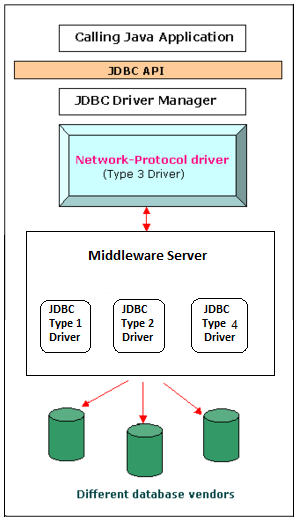 Calling Java Application
JDBC API
JDBC Driver Manager
Network-Protocol driver
(Type 3 Driver)
Middleware Server
JDBC
Type 1
Driver
JDBC
Type 2
Driver
JDBC
Type 4
Driver
Different database vendors